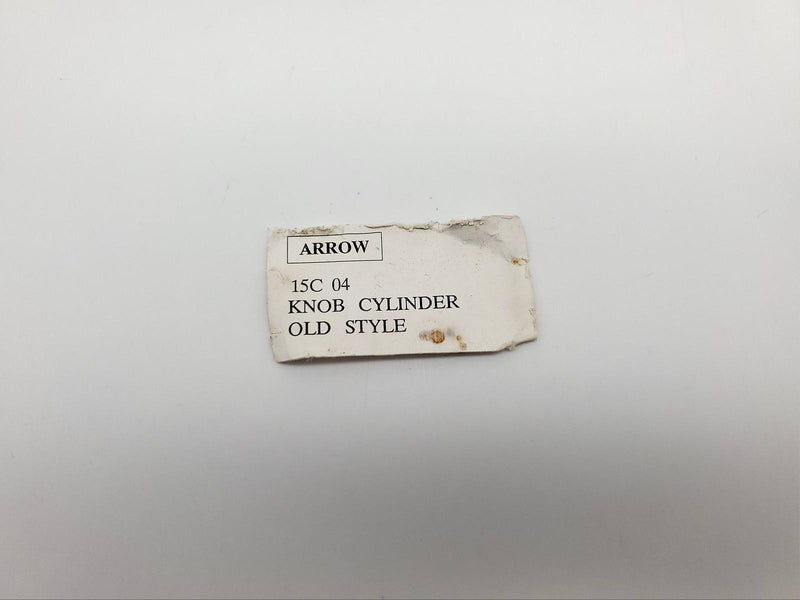 ARROW
15C 04
KNOB CYLINDER
OLD STYLE